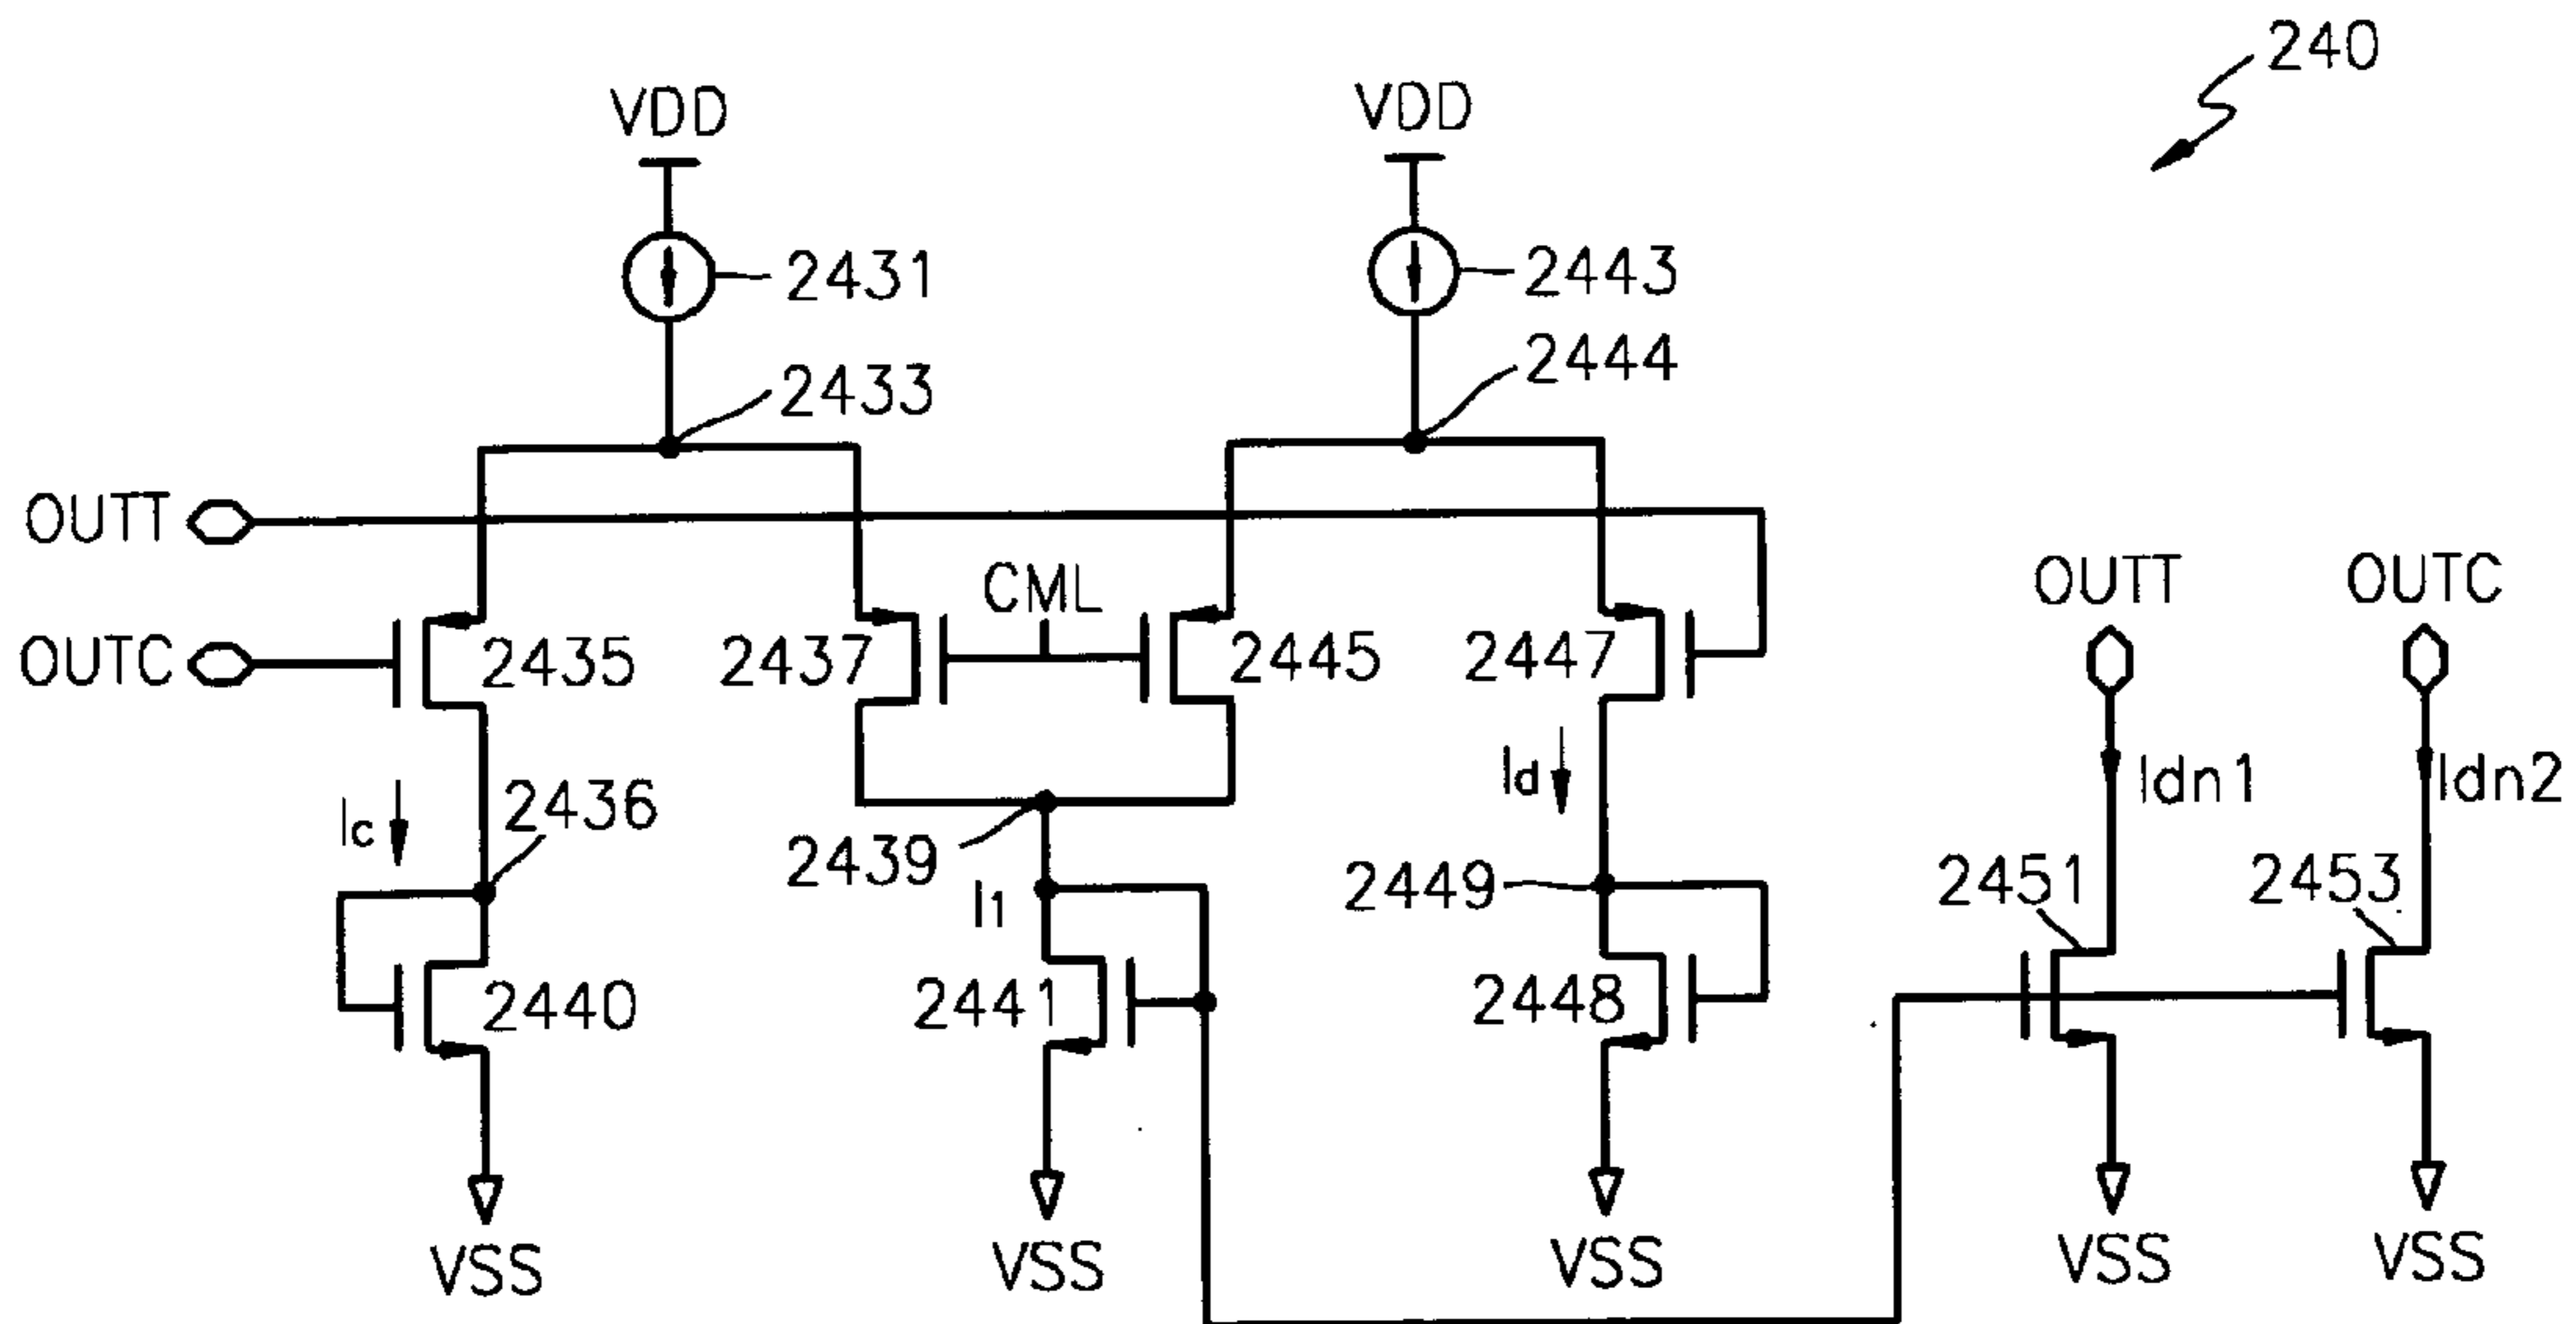 240
VDD
VDD
2431
2443
2433
2444
OUTT
OUTC
CML
2435
2437
2445
2447
OUTT
OUTC
Ic
2436
2439
I1
Id
2449
Idn1
Idn2
2451
2453
2440
2441
2448
VSS
VSS
VSS
VSS
VSS